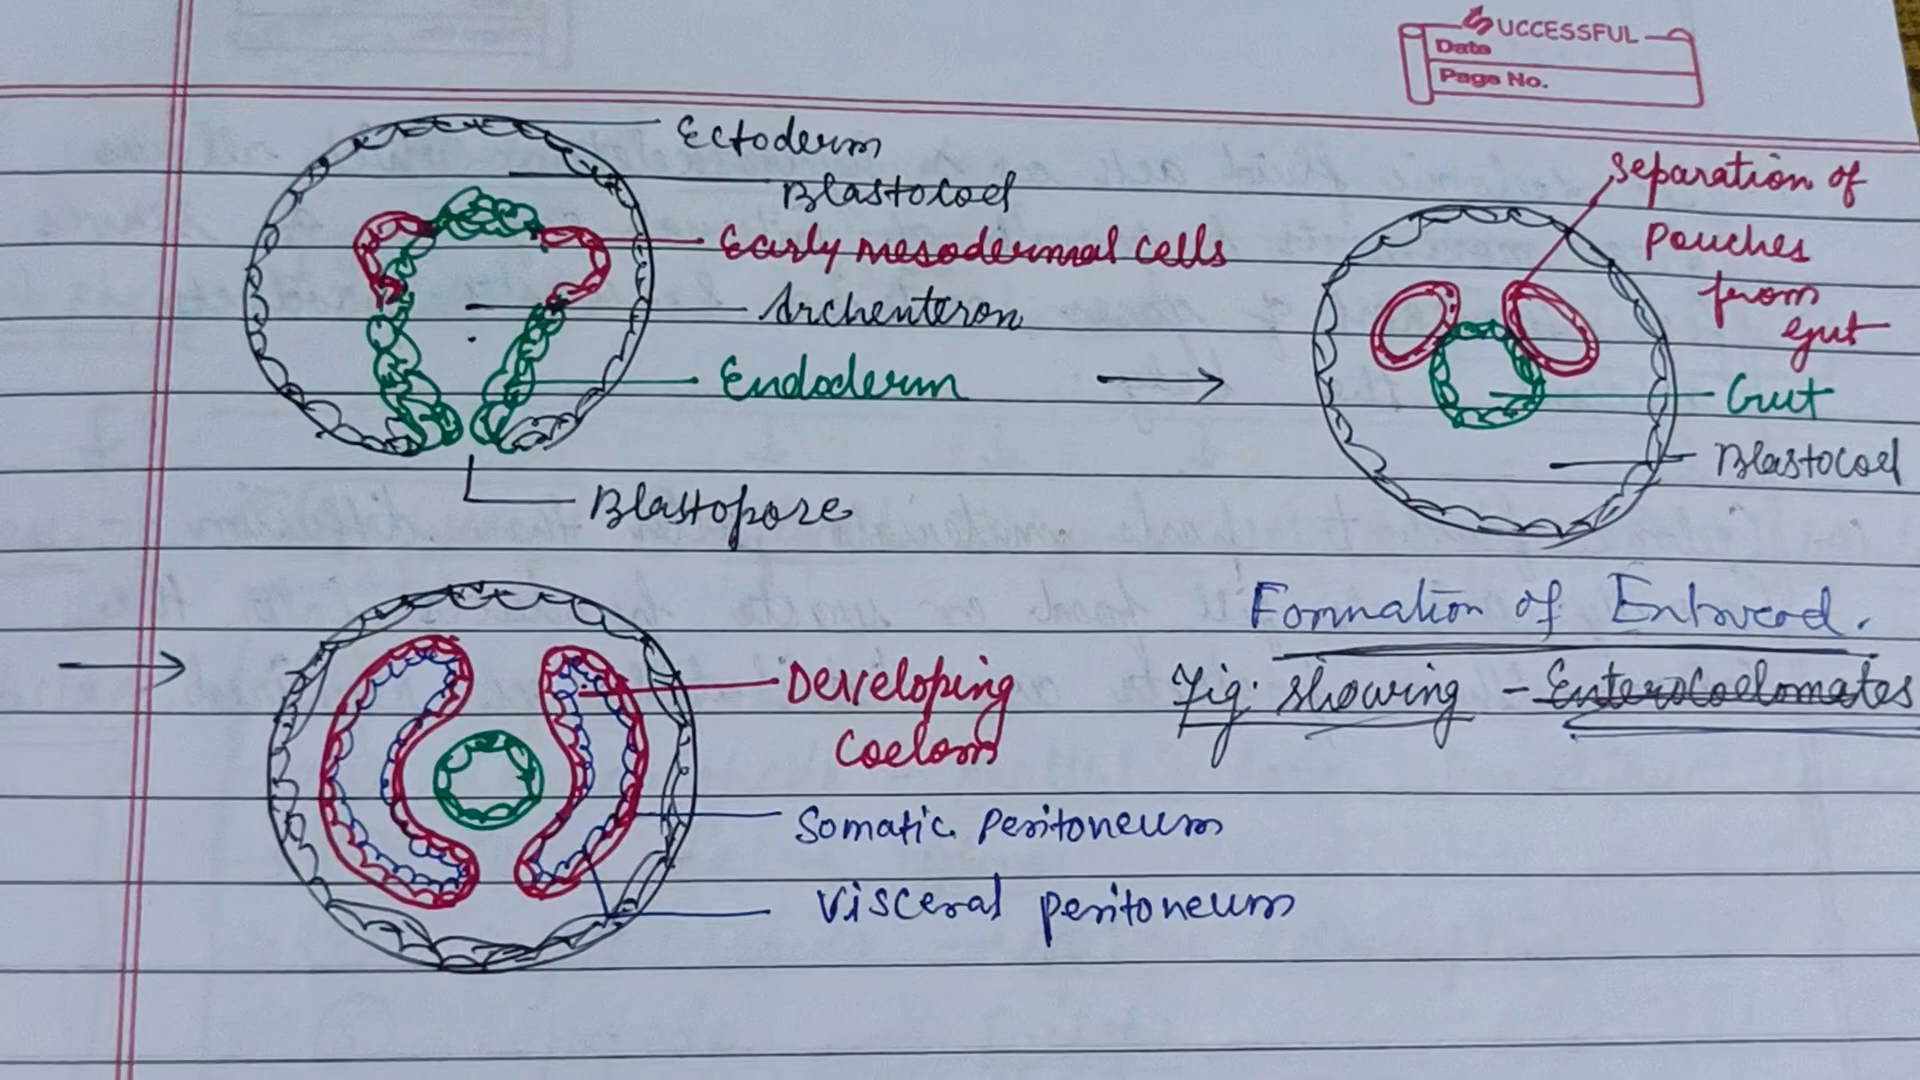 SUCCESSFUL
Date
Page No.
Ectoderm
Blastocoel
Early mesodermal cells
Archenteron
Endoderm
Blastopore
Separation of
Pouches
from
gut
Gut
Blastocoel
Formation of
Fig: showing - Enterocoelomates
Developing
Coelom
Somatic Peritoneum
Visceral peritoneum